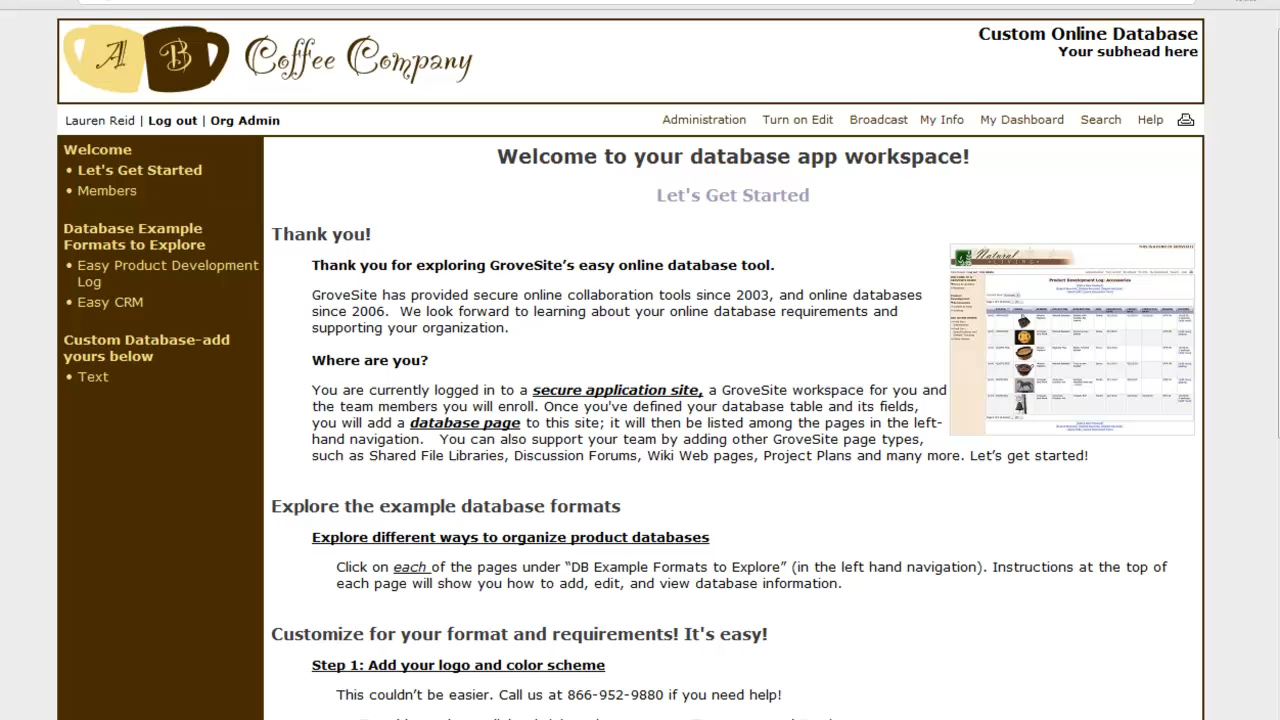 A B Coffee Company
Custom Online Database
Your subhead here
Lauren Reid | Log out | Org Admin
Administration Turn on Edit Broadcast My Info My Dashboard Search Help
Welcome
• Let's Get Started
• Members
Database Example
Formats to Explore
• Easy Product Development
Log
• Easy CRM
Custom Database-add
yours below
• Text
Welcome to your database app workspace!
Let's Get Started
Thank you!
Thank you for exploring GroveSite’s easy online database tool.
GroveSite has provided secure online collaboration tools since 2003, and online databases
since 2006. We look forward to learning about your online database requirements and
supporting your organization.
Where are you?
You are currently logged in to a secure application site, a GroveSite workspace for you and
the team members you will enroll. Once you've defined your database table and its fields,
you will add a database page to this site; it will then be listed among the pages in the left-
hand navigation. You can also support your team by adding other GroveSite page types,
such as Shared File Libraries, Discussion Forums, Wiki Web pages, Project Plans and many more. Let’s get started!
Natural
Product Development Log: Accessories
Explore the example database formats
Explore different ways to organize product databases
Click on each of the pages under “DB Example Formats to Explore” (in the left hand navigation). Instructions at the top of
each page will show you how to add, edit, and view database information.
Customize for your format and requirements! It's easy!
Step 1: Add your logo and color scheme
This couldn’t be easier. Call us at 866-952-9880 if you need help!